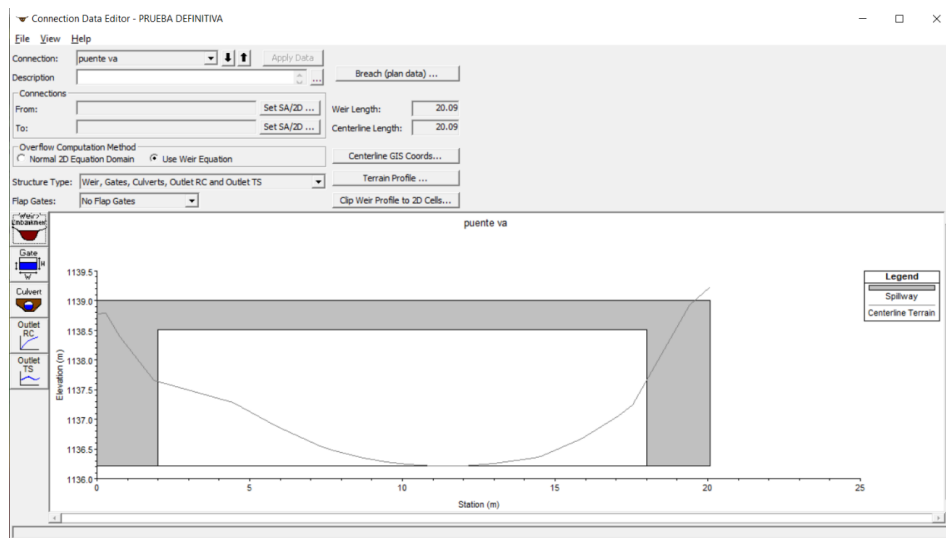 Connection Data Editor - PRUEBA DEFINITIVA
File View Help
Connection: puente va Apply Data
Description ... Breach (plan data) ...
Connections
From: Set SA/2D ... Weir Length: 20.09
To: Set SA/2D ... Centerline Length: 20.09
Overflow Computation Method
Normal 2D Equation Domain Use Weir Equation Centerline GIS Coords...
Structure Type: Weir, Gates, Culverts, Outlet RC and Outlet TS Terrain Profile ...
Flap Gates: No Flap Gates Clip Weir Profile to 2D Cells...
Weir /
Gate
H
W
Culvert
Outlet
RC
Outlet
TS
puente va
Elevation (m)
1139.5
1139.0
1138.5
1138.0
1137.5
1137.0
1136.5
1136.0
0 5 10 15 20 25
Station (m)
Legend
Spillway
Centerline Terrain